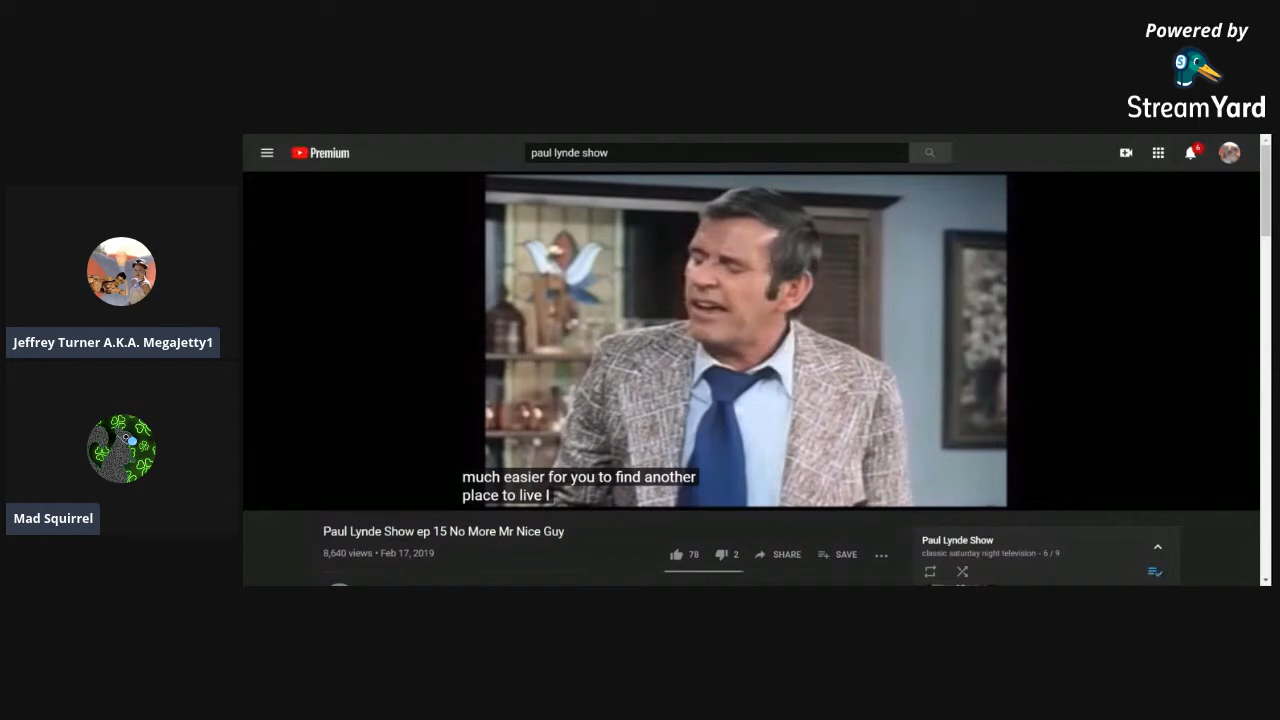 Powered by
StreamYard
Premium
paul lynde show
6
Jeffrey Turner A.K.A. MegaJetty1
Mad Squirrel
much easier for you to find another
place to live I
Paul Lynde Show ep 15 No More Mr Nice Guy
8,640 views • Feb 17, 2019
78
2
SHARE
SAVE
Paul Lynde Show
classic saturday night television - 6 / 9